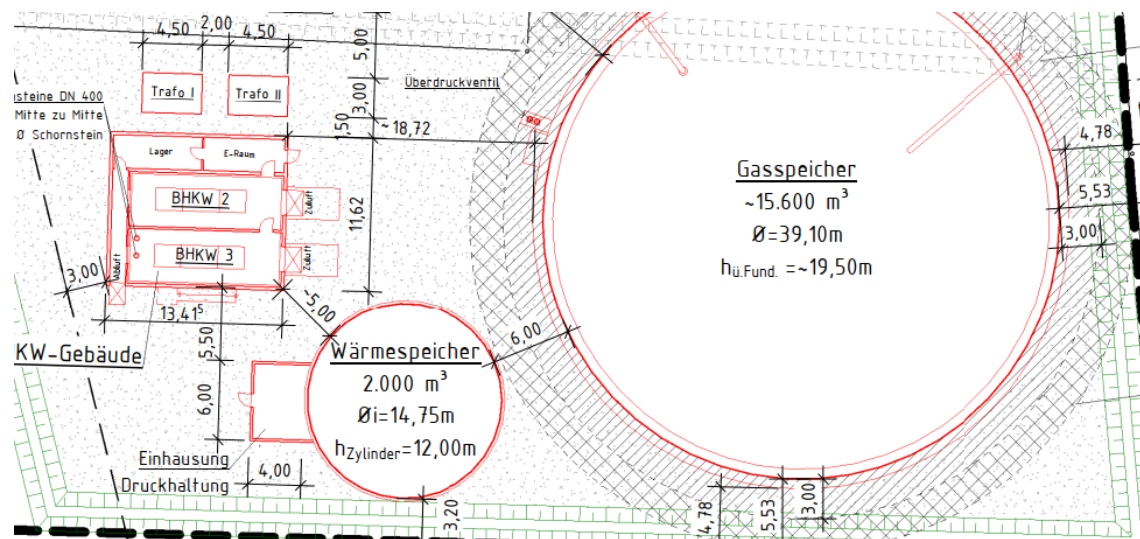 4,50
2,00
4,50
5,00
Trafo I
Trafo II
Überdruckventil
3,00
steine DN 400
Mitte zu Mitte
Ø Schornstein
1,50
~18,72
4,78
Lager
E-Raum
Gasspeicher
~15.600 m³
Ø=39,10m
hü.Fund. =~19,50m
5,53
3,00
BHKW 2
Zuluft
11,62
BHKW 3
Zuluft
Abluft
3,00
13,41⁵
~5,00
5,50
6,00
KW-Gebäude
Wärmespeicher
2.000 m³
Øi=14,75m
hZylinder=12,00m
6,00
Einhausung
Druckhaltung
4,00
3,20
4,78
5,53
3,00